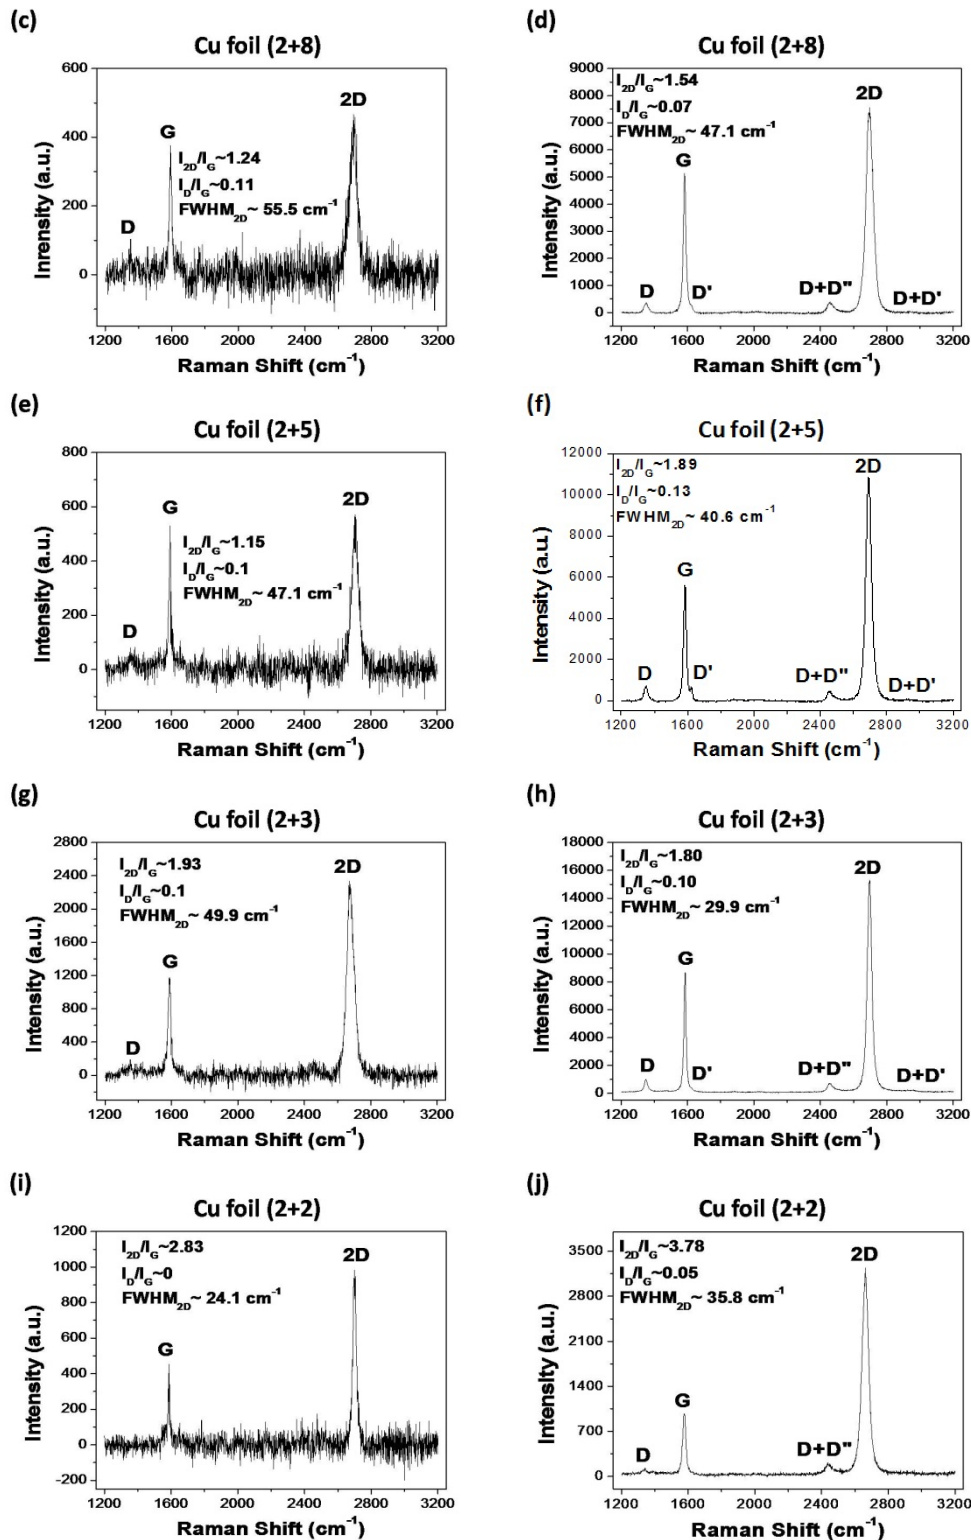 (c)
Cu foil (2+8)
600
400
200
0
Inrensity (a.u.)
G
2D
D
I2D/IG~1.24
ID/IG~0.11
FWHM2D~ 55.5 cm-1
1200 1600 2000 2400 2800 3200
Raman Shift (cm-1)
(d)
Cu foil (2+8)
9000
8000
7000
6000
5000
4000
3000
2000
1000
0
Intensity (a.u.)
I2D/IG~1.54
ID/IG~0.07
FWHM2D~ 47.1 cm-1
2D
G
D D' D+D" D+D'
1200 1600 2000 2400 2800 3200
Raman Shift (cm-1)
(e)
Cu foil (2+5)
800
600
400
200
0
Intensity (a.u.)
G
2D
D
I2D/IG~1.15
ID/IG~0.1
FWHM2D~ 47.1 cm-1
1200 1600 2000 2400 2800 3200
Raman Shift (cm-1)
(f)
Cu foil (2+5)
12000
10000
8000
6000
4000
2000
0
Intensity (a.u.)
I2D/IG~1.89
ID/IG~0.13
FWHM2D~ 40.6 cm-1
2D
G
D D' D+D" D+D'
1200 1600 2000 2400 2800 3200
Raman Shift (cm-1)
(g)
Cu foil (2+3)
2800
2400
2000
1600
1200
800
400
0
Intensity (a.u.)
I2D/IG~1.93
ID/IG~0.1
FWHM2D~ 49.9 cm-1
2D
G
D
1200 1600 2000 2400 2800 3200
Raman Shift (cm-1)
(h)
Cu foil (2+3)
18000
16000
14000
12000
10000
8000
6000
4000
2000
0
Intensity (a.u.)
I2D/IG~1.80
ID/IG~0.10
FWHM2D~ 29.9 cm-1
2D
G
D D' D+D" D+D'
1200 1600 2000 2400 2800 3200
Raman Shift (cm-1)
(i)
Cu foil (2+2)
1200
1000
800
600
400
200
0
-200
Intensity (a.u.)
I2D/IG~2.83
ID/IG~0
FWHM2D~ 24.1 cm-1
2D
G
1200 1600 2000 2400 2800 3200
Raman Shift (cm-1)
(j)
Cu foil (2+2)
3500
2800
2100
1400
700
0
Intensity (a.u.)
I2D/IG~3.78
ID/IG~0.05
FWHM2D~ 35.8 cm-1
2D
G
D D+D"
1200 1600 2000 2400 2800 3200
Raman Shift (cm-1)